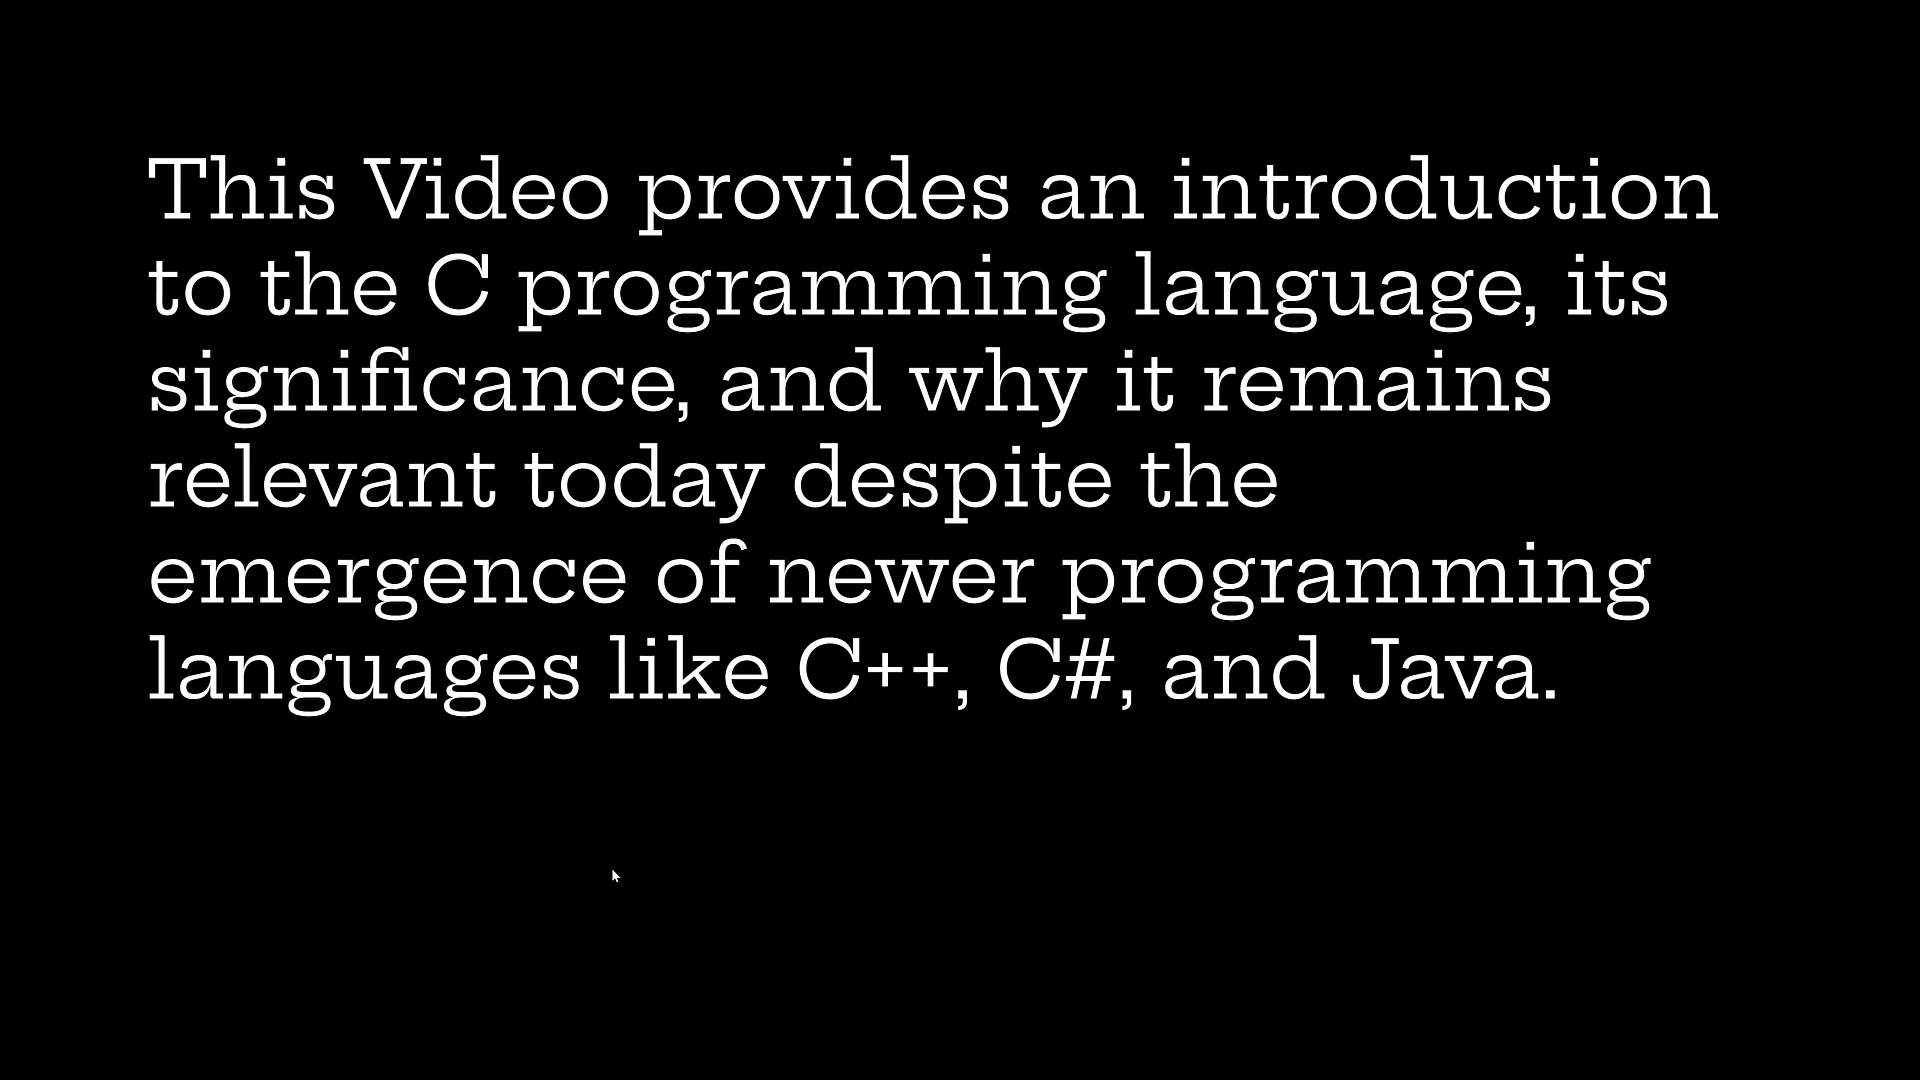 This Video provides an introduction
to the C programming language, its
significance, and why it remains
relevant today despite the
emergence of newer programming
languages like C++, C#, and Java.